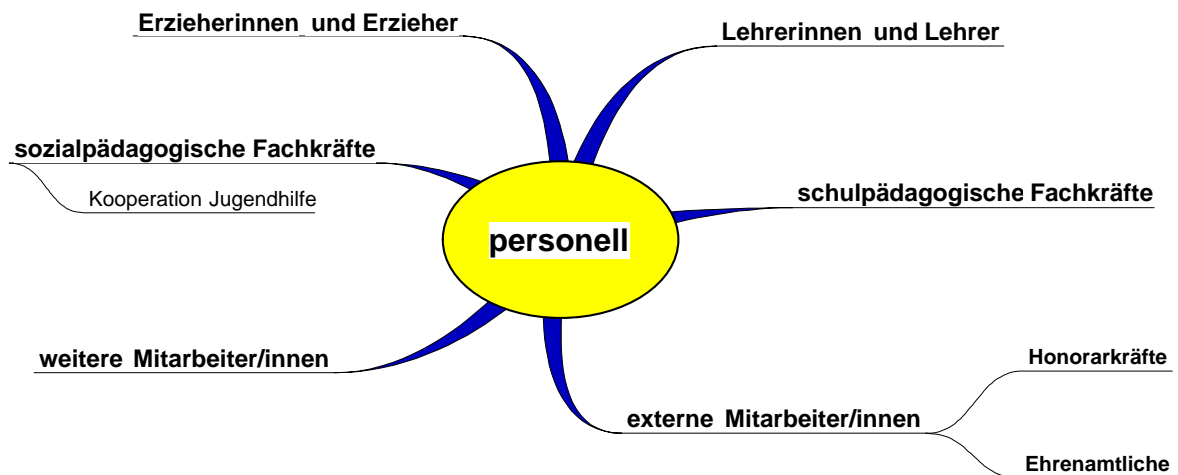 Erzieherinnen und Erzieher
Lehrerinnen und Lehrer
sozialpädagogische Fachkräfte
Kooperation Jugendhilfe
schulpädagogische Fachkräfte
personell
weitere Mitarbeiter/innen
Honorarkräfte
externe Mitarbeiter/innen
Ehrenamtliche